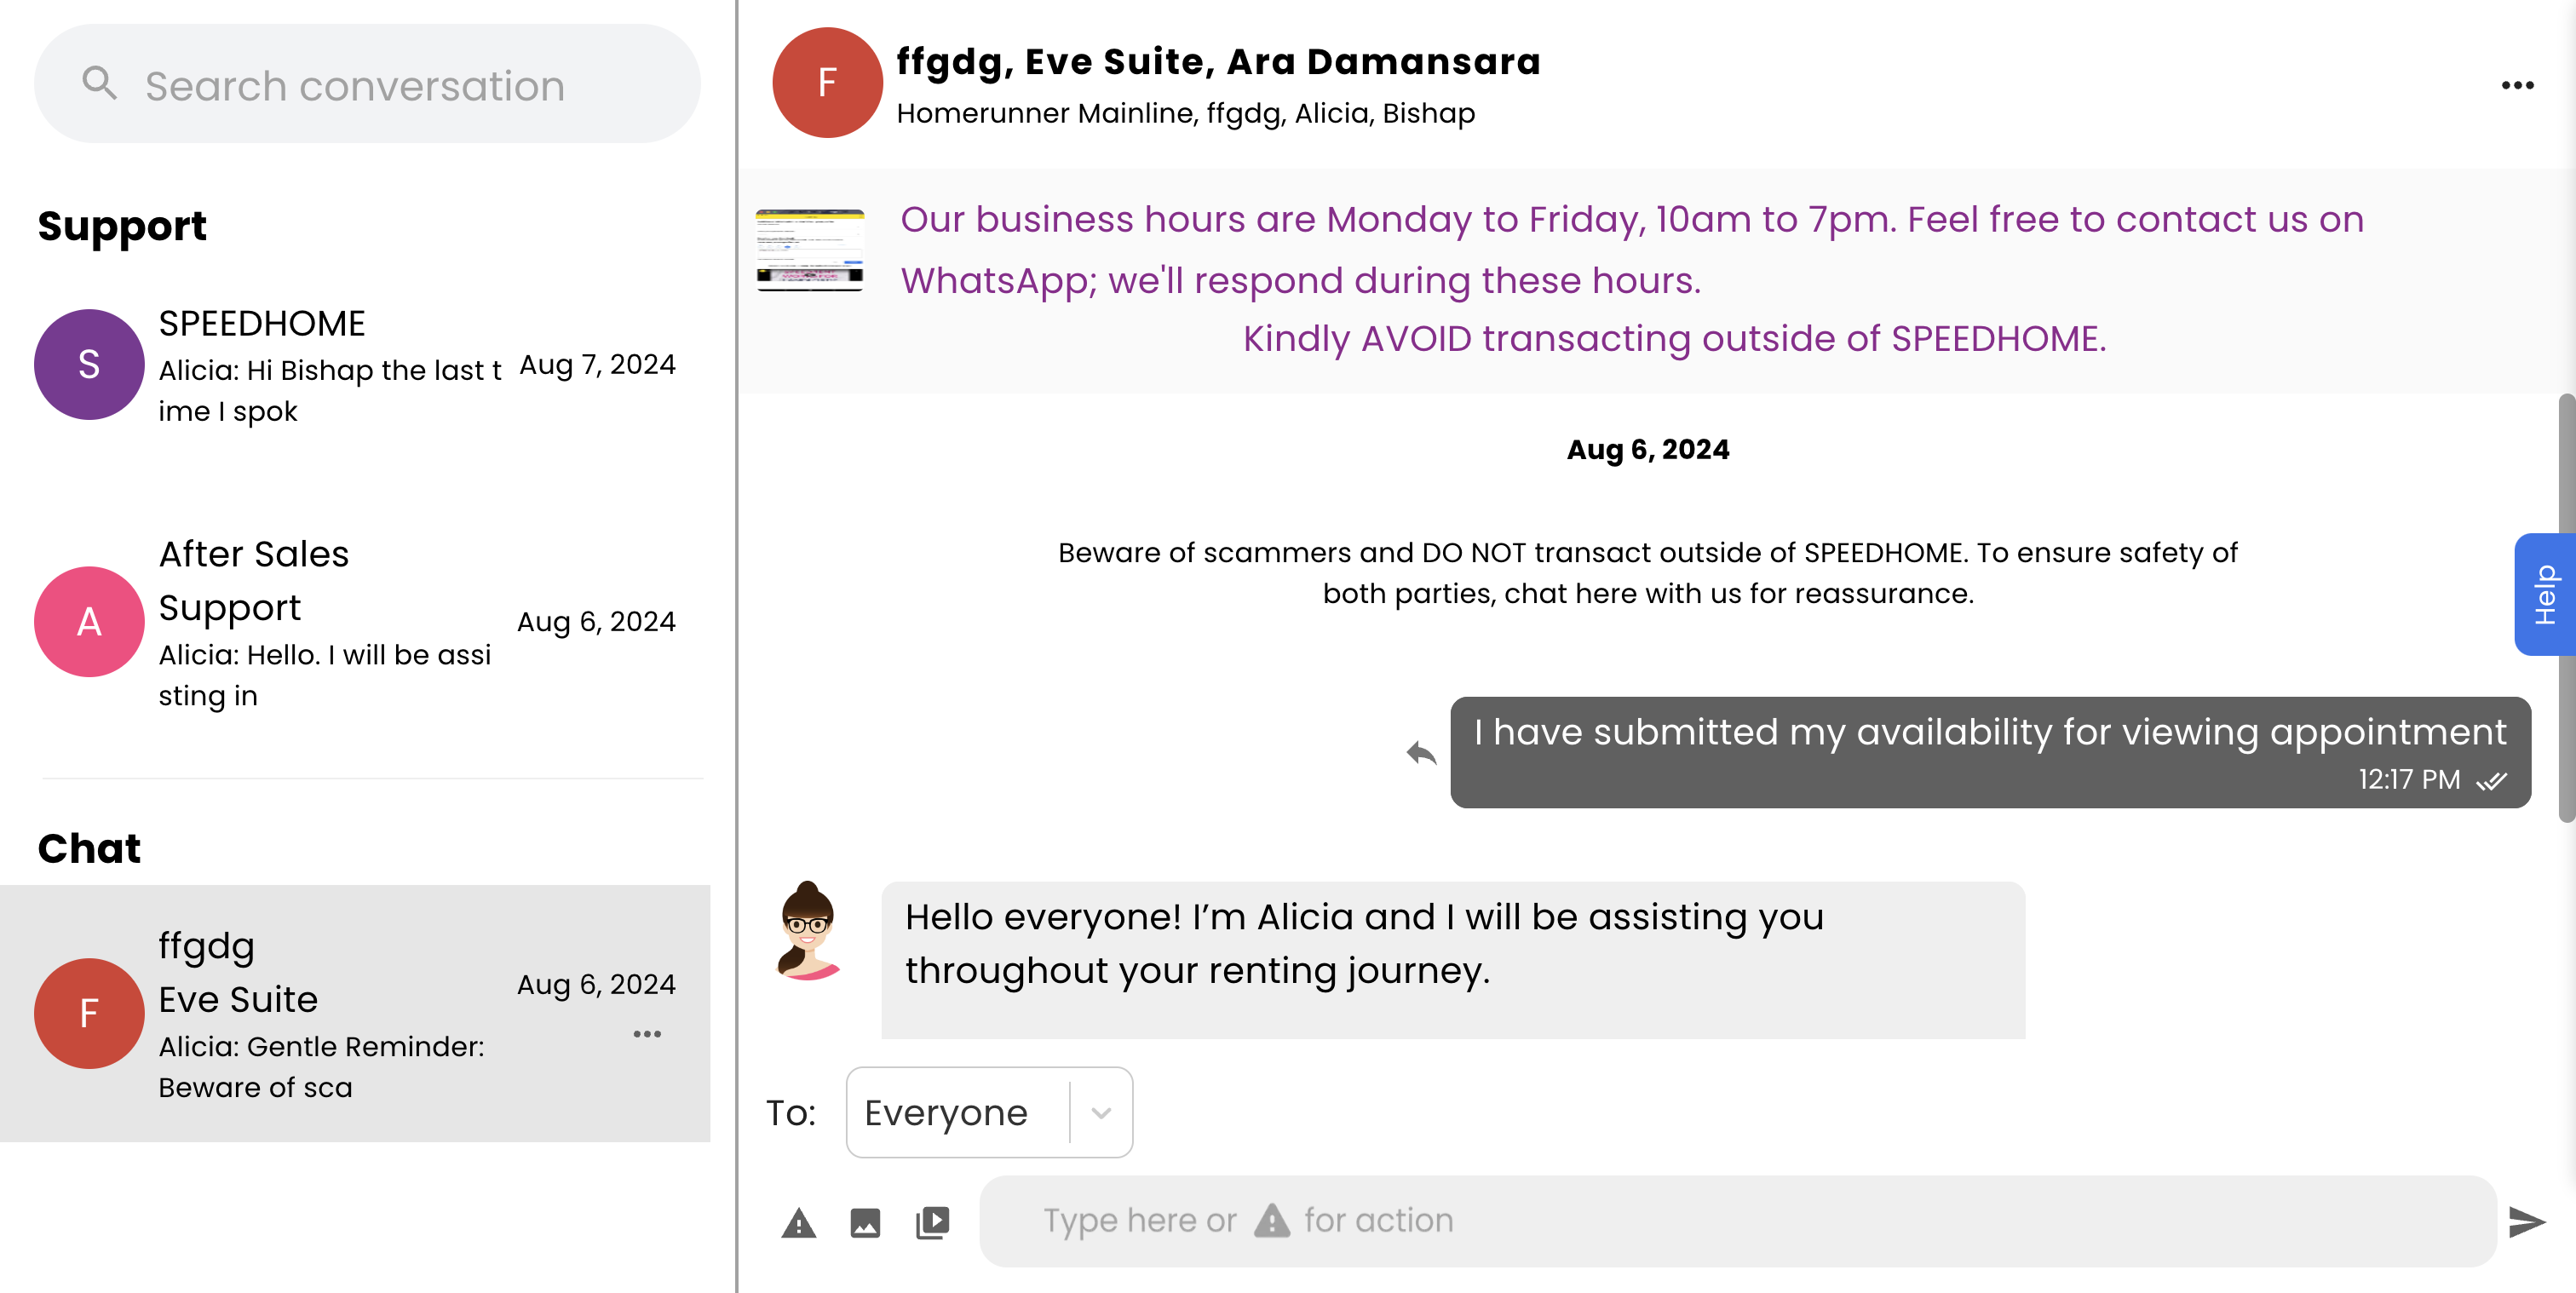 Search conversation
Support
S
SPEEDHOME
Alicia: Hi Bishap the last t
ime I spok
Aug 7, 2024
A
After Sales
Support
Alicia: Hello. I will be assi
sting in
Aug 6, 2024
Chat
F
ffgdg
Eve Suite
Alicia: Gentle Reminder:
Beware of sca
Aug 6, 2024
F
ffgdg, Eve Suite, Ara Damansara
Homerunner Mainline, ffgdg, Alicia, Bishap
Our business hours are Monday to Friday, 10am to 7pm. Feel free to contact us on
WhatsApp; we'll respond during these hours.
Kindly AVOID transacting outside of SPEEDHOME.
Aug 6, 2024
Beware of scammers and DO NOT transact outside of SPEEDHOME. To ensure safety of
both parties, chat here with us for reassurance.
Help
I have submitted my availability for viewing appointment
12:17 PM
Hello everyone! I’m Alicia and I will be assisting you
throughout your renting journey.
To: Everyone
Type here or for action